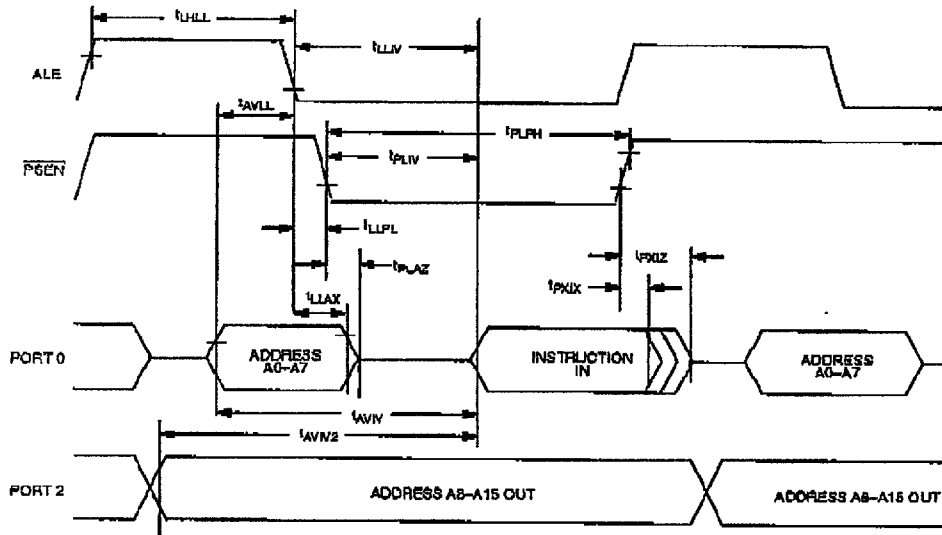 tLHLL
tLLIV
ALE
tAVLL
tPLPH
PSEN
tPLIV
tLLPL
tPLAZ
tPXIZ
tLLAX
tPXIX
PORT 0
ADDRESS
A0–A7
INSTRUCTION
IN
ADDRESS
A0–A7
tAVIV
tAVIV2
PORT 2
ADDRESS A8–A15 OUT
ADDRESS A8–A15 OUT